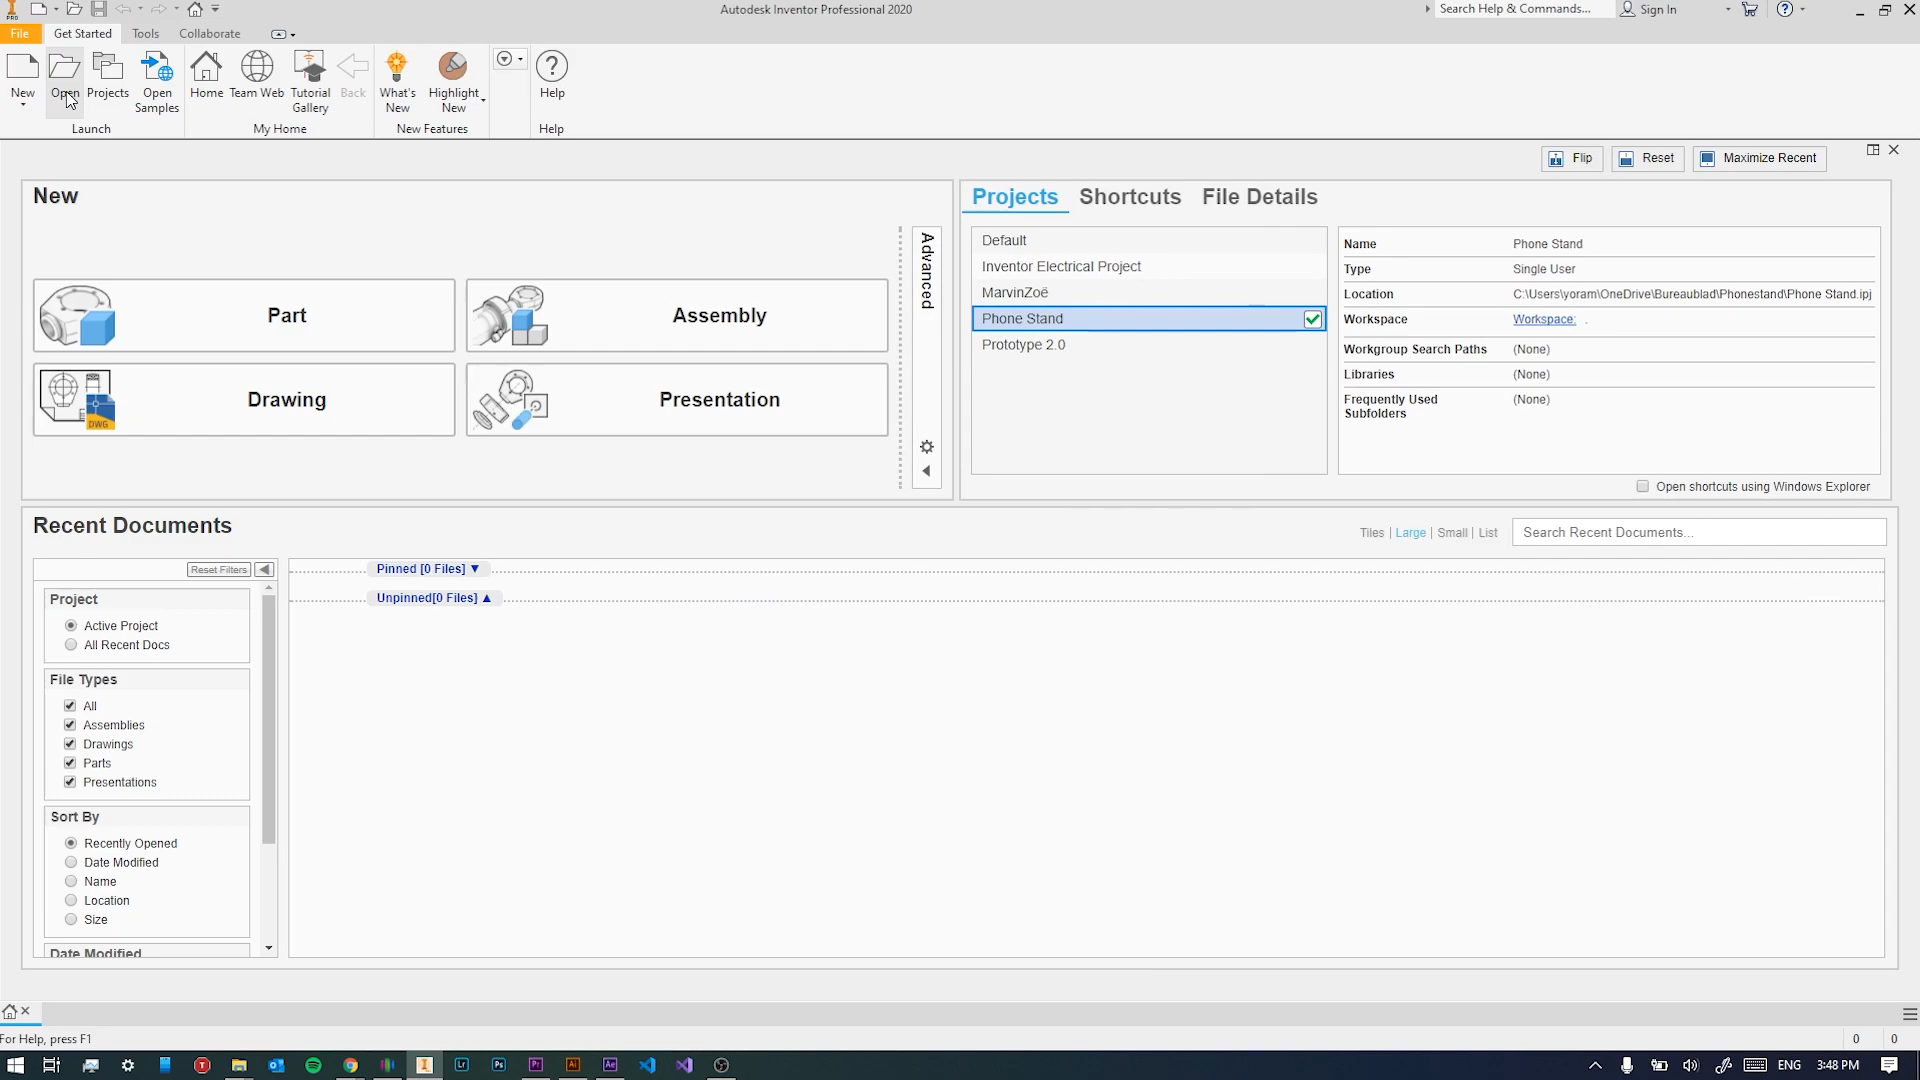 Autodesk Inventor Professional 2020
Search Help & Commands...
Sign In
File
Get Started
Tools
Collaborate
New
Open
Projects
Open Samples
Home
Team Web
Tutorial Gallery
Back
What's New
Highlight New
Help
Launch
My Home
New Features
Help
Flip
Reset
Maximize Recent
New
Part
Assembly
Drawing
DWG
Presentation
Advanced
Projects
Shortcuts
File Details
Default
Inventor Electrical Project
MarvinZoë
Phone Stand
Prototype 2.0
Name Phone Stand
Type Single User
Location C:\Users\yoram\OneDrive\Bureaublad\Phonestand\Phone Stand.ipj
Workspace Workspace: .
Workgroup Search Paths (None)
Libraries (None)
Frequently Used Subfolders (None)
Open shortcuts using Windows Explorer
Recent Documents
Tiles | Large | Small | List
Search Recent Documents...
Reset Filters
Project
Active Project
All Recent Docs
File Types
All
Assemblies
Drawings
Parts
Presentations
Sort By
Recently Opened
Date Modified
Name
Location
Size
Date Modified
Pinned [0 Files] ▼
Unpinned[0 Files] ▲
For Help, press F1
0 0
ENG
3:48 PM